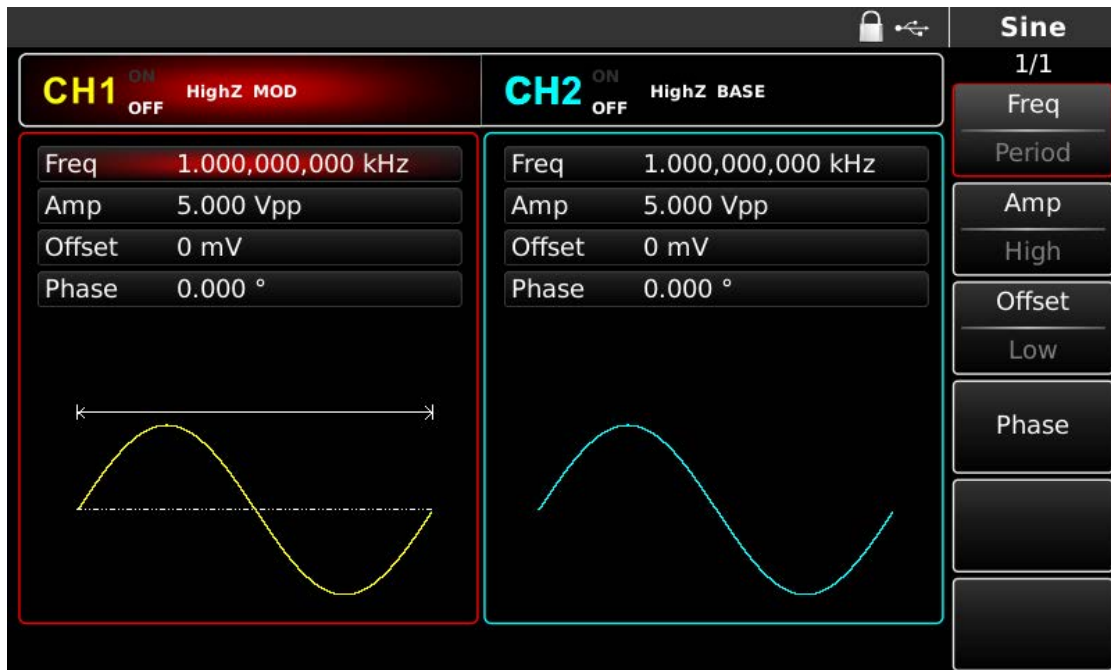 Sine
1/1
CH1 ON OFF HighZ MOD
CH2 ON OFF HighZ BASE
Freq 1.000,000,000 kHz
Amp 5.000 Vpp
Offset 0 mV
Phase 0.000 °
Freq 1.000,000,000 kHz
Amp 5.000 Vpp
Offset 0 mV
Phase 0.000 °
Freq
Period
Amp
High
Offset
Low
Phase